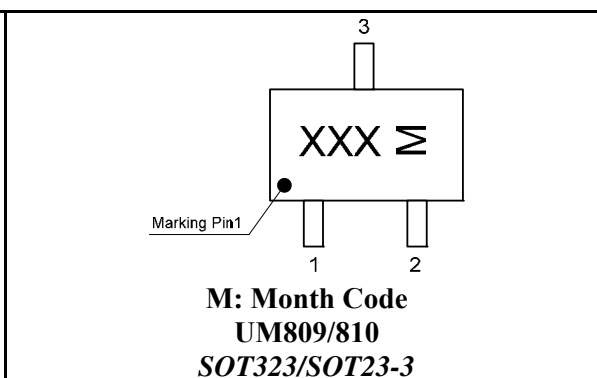 3
XXX M
Marking Pin1
1 2
M: Month Code
UM809/810
SOT323/SOT23-3